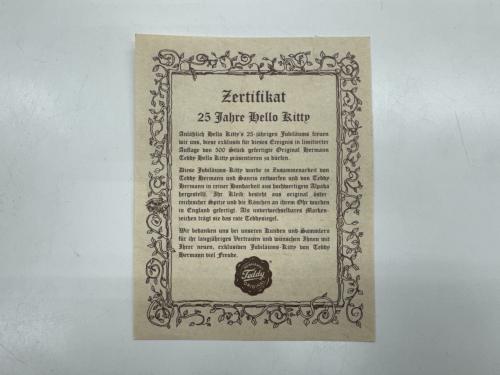 Zertifikat
25 Jahre Hello Kitty
Anläßlich Hello Kitty's 25-jährigen Jubiläums freuen
wir uns, diese exklusiv für dieses Ereignis in limitierter
Auflage von 500 Stück gefertigte Original Hermann
Teddy Hello Kitty präsentieren zu dürfen.
Diese Jubiläums-Kitty wurde in Zusammenarbeit von
Teddy Hermann und Sanrio entworfen und von Teddy
Hermann in reiner Handarbeit aus hochwertigem Alpaka
hergestellt. Ihr Kleid besteht aus original öster-
reichischer Spitze und die Röschen an ihrem Ohr wurden
in England gefertigt. Als unverwechselbares Marken-
zeichen trägt sie das rote Teddysiegel.
Wir bedanken uns bei unseren Kunden und Sammlern
für ihr langjähriges Vertrauen und wünschen Ihnen mit
Ihrer neuen, exklusiven Jubiläums-Kitty von Teddy
Hermann viel Freude.
Teddy
ORIGINAL